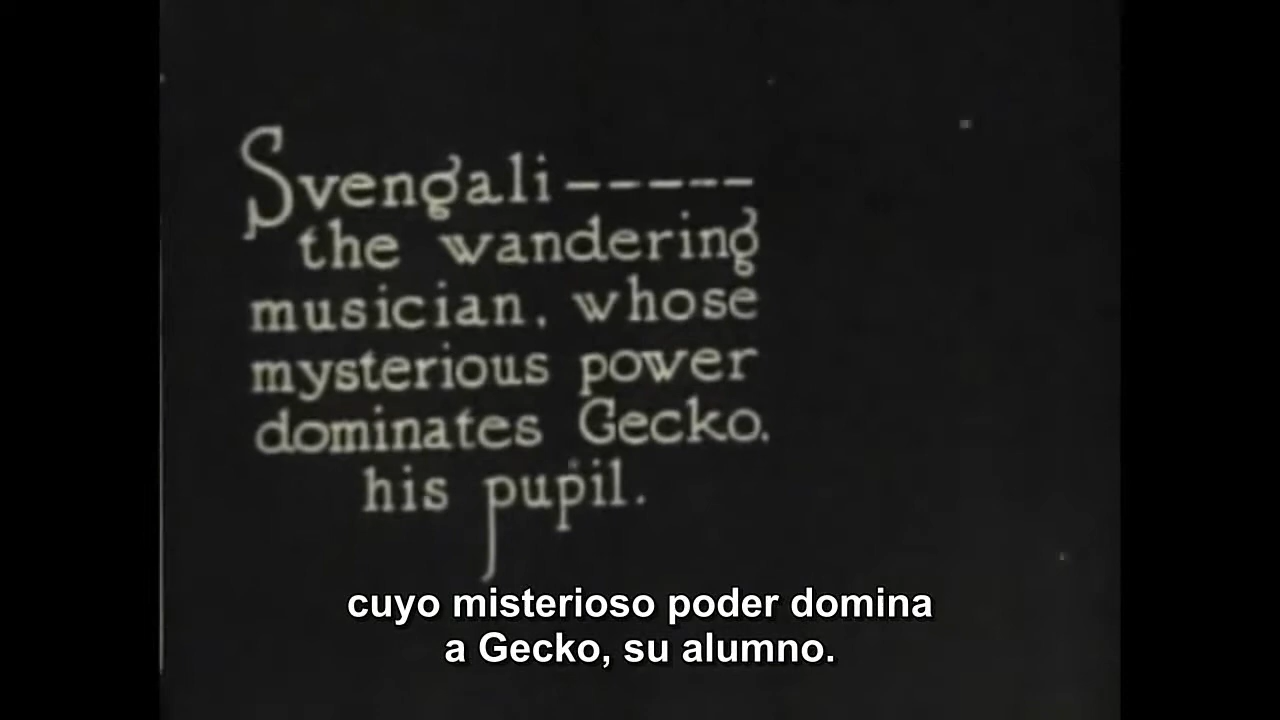 Svengali -----
the wandering
musician, whose
mysterious power
dominates Gecko,
his pupil.
cuyo misterioso poder domina
a Gecko, su alumno.